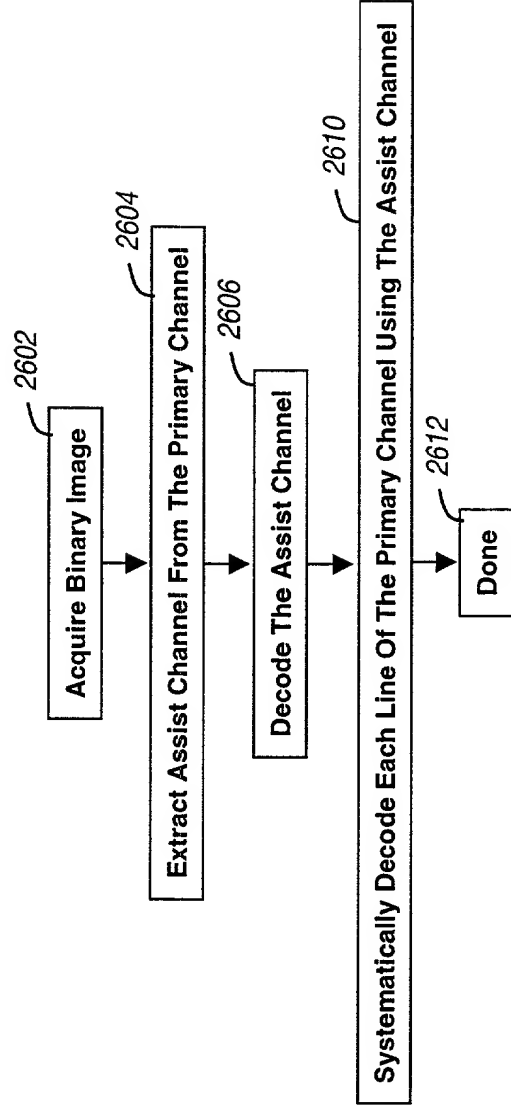 2602
Acquire Binary Image
2604
Extract Assist Channel From The Primary Channel
2606
Decode The Assist Channel
2610
Systematically Decode Each Line Of The Primary Channel Using The Assist Channel
2612
Done